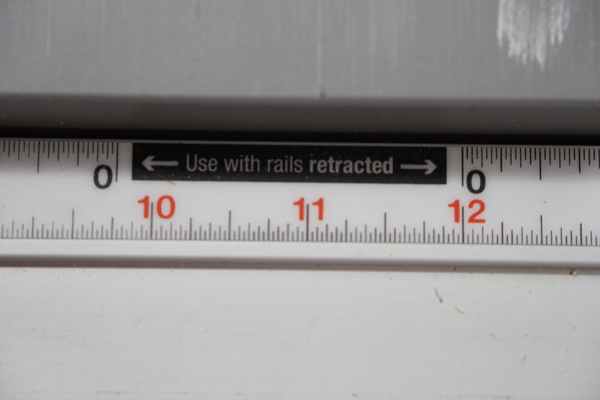 0 ← Use with rails retracted → 0
10 11 12